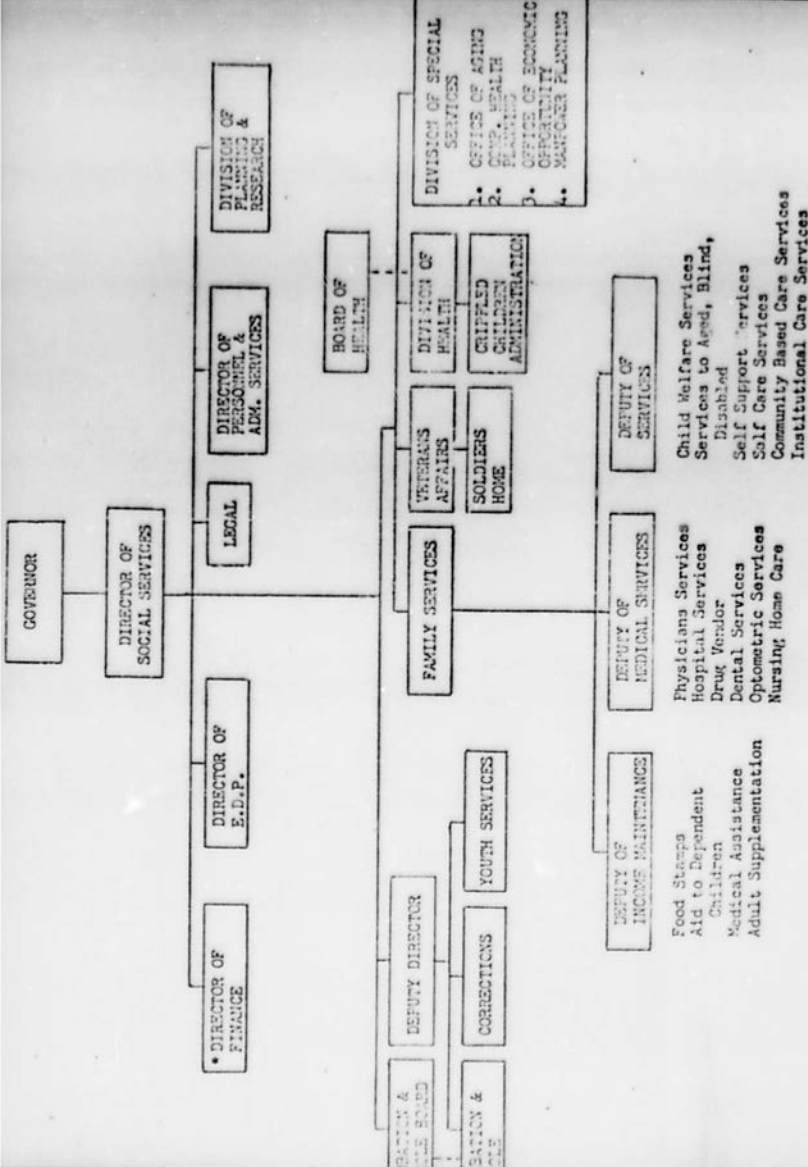 GOVERNOR
DIRECTOR OF
SOCIAL SERVICES
* DIRECTOR OF
FINANCE
DIRECTOR OF
E.D.P.
LEGAL
DIRECTOR OF
PERSONNEL &
ADM. SERVICES
DIVISION OF
PLANNING &
RESEARCH
BOARD OF
HEALTH
BATION &
LE BOARD
DEPUTY DIRECTOR
FAMILY SERVICES
VETERANS
AFFAIRS
DIVISION OF
HEALTH
DIVISION OF SPECIAL
SERVICES
1. OFFICE OF AGING
2. COMP. HEALTH
PLANNING
3. OFFICE OF ECONOMIC
OPPORTUNITY
4. MANPOWER PLANNING
BATION &
OLE
CORRECTIONS
YOUTH SERVICES
SOLDIERS
HOME
CRIPPLED
CHILDREN
ADMINISTRATION
DEPUTY OF
INCOME MAINTENANCE
Food Stamps
Aid to Dependent
Children
Medical Assistance
Adult Supplementation
DEPUTY OF
MEDICAL SERVICES
Physicians Services
Hospital Services
Drug Vendor
Dental Services
Optometric Services
Nursing Home Care
DEPUTY OF
SERVICES
Child Welfare Services
Services to Aged, Blind,
Disabled
Self Support Services
Self Care Services
Community Based Care Services
Institutional Care Services